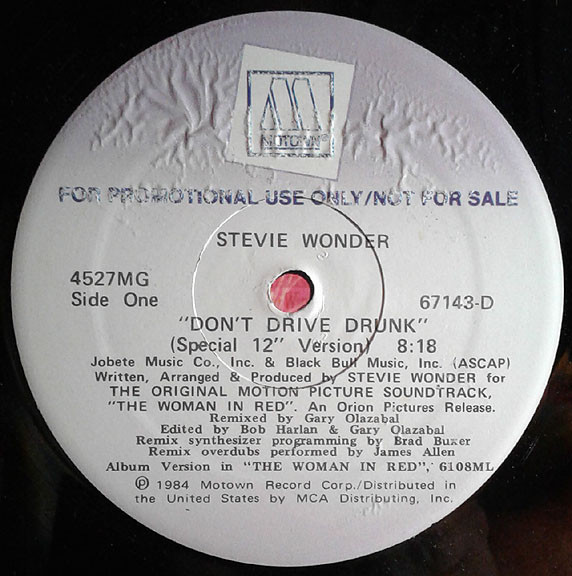 MOTOWN®
FOR PROMOTIONAL USE ONLY/NOT FOR SALE
STEVIE WONDER
4527MG
Side One
67143-D
"DON'T DRIVE DRUNK"
(Special 12" Version) 8:18
Jobete Music Co., Inc. & Black Bull Music, Inc. (ASCAP)
Written, Arranged & Produced by STEVIE WONDER for
THE ORIGINAL MOTION PICTURE SOUNDTRACK,
"THE WOMAN IN RED". An Orion Pictures Release.
Remixed by Gary Olazabal
Edited by Bob Harlan & Gary Olazabal
Remix synthesizer programming by Brad Buxer
Remix overdubs performed by James Allen
Album Version in "THE WOMAN IN RED", 6108ML
℗ 1984 Motown Record Corp./Distributed in
the United States by MCA Distributing, Inc.